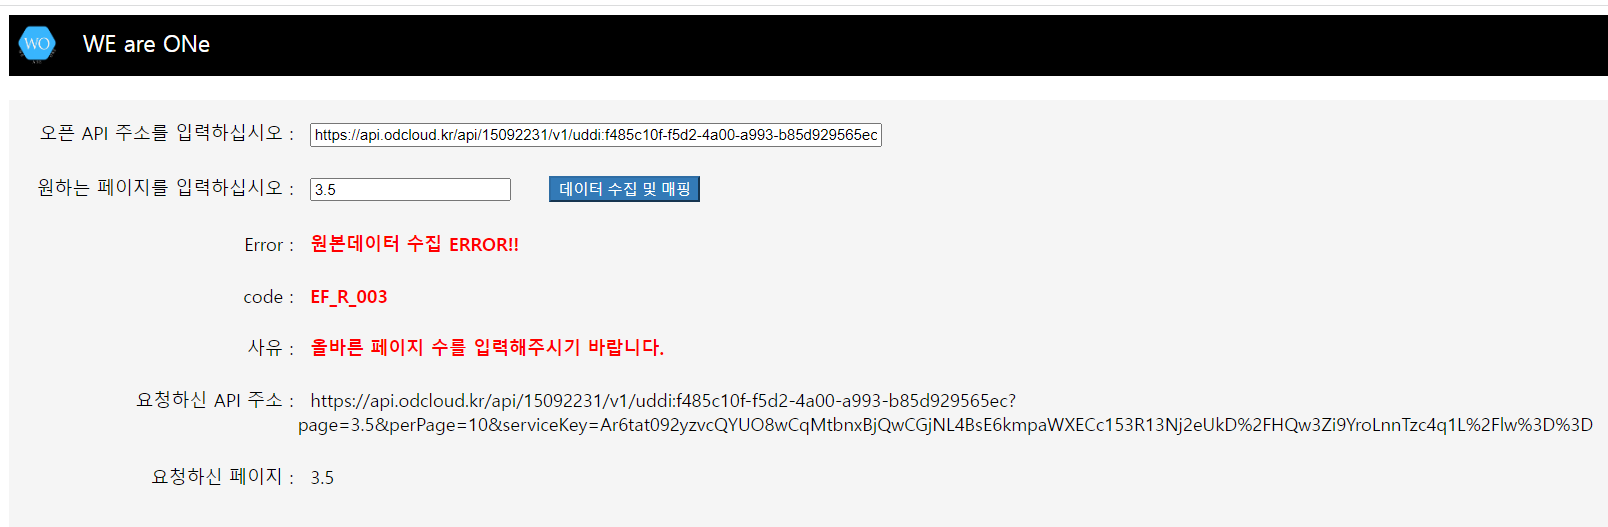 WO
WE are ONe
오픈 API 주소를 입력하십시오 : https://api.odcloud.kr/api/15092231/v1/uddi:f485c10f-f5d2-4a00-a993-b85d929565ec
원하는 페이지를 입력하십시오 : 3.5 데이터 수집 및 매핑
Error : 원본데이터 수집 ERROR!!
code : EF_R_003
사유 : 올바른 페이지 수를 입력해주시기 바랍니다.
요청하신 API 주소 : https://api.odcloud.kr/api/15092231/v1/uddi:f485c10f-f5d2-4a00-a993-b85d929565ec?
page=3.5&perPage=10&serviceKey=Ar6tat092yzvcQYUO8wCqMtbnxBjQwCGjNL4BsE6kmpaWXECc153R13Nj2eUkD%2FHQw3Zi9YroLnnTzc4q1L%2Flw%3D%3D
요청하신 페이지 : 3.5